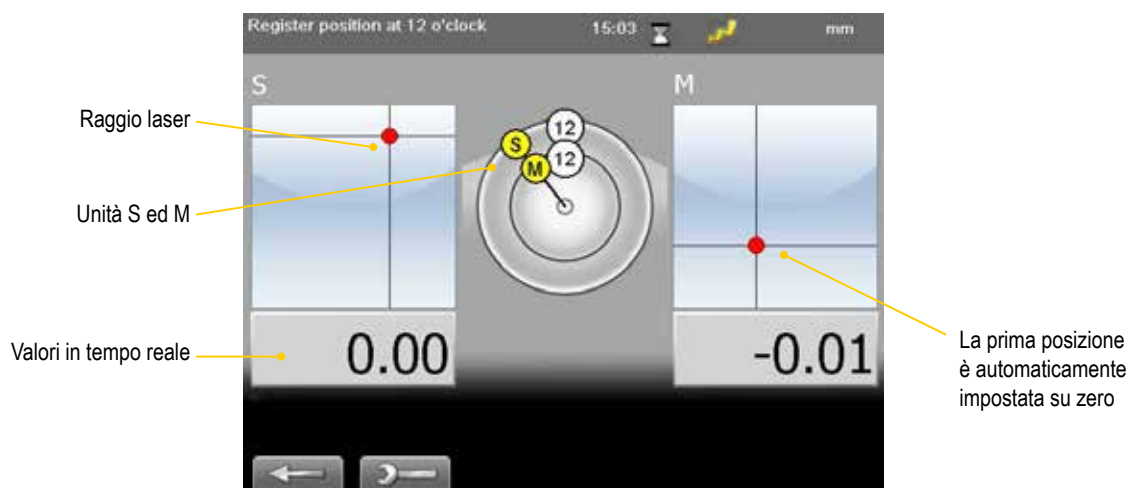 Register position at 12 o'clock 15:03 mm
S
M
Raggio laser
12
S
12
M
Unità S ed M
Valori in tempo reale
0.00
-0.01
La prima posizione
è automaticamente
impostata su zero